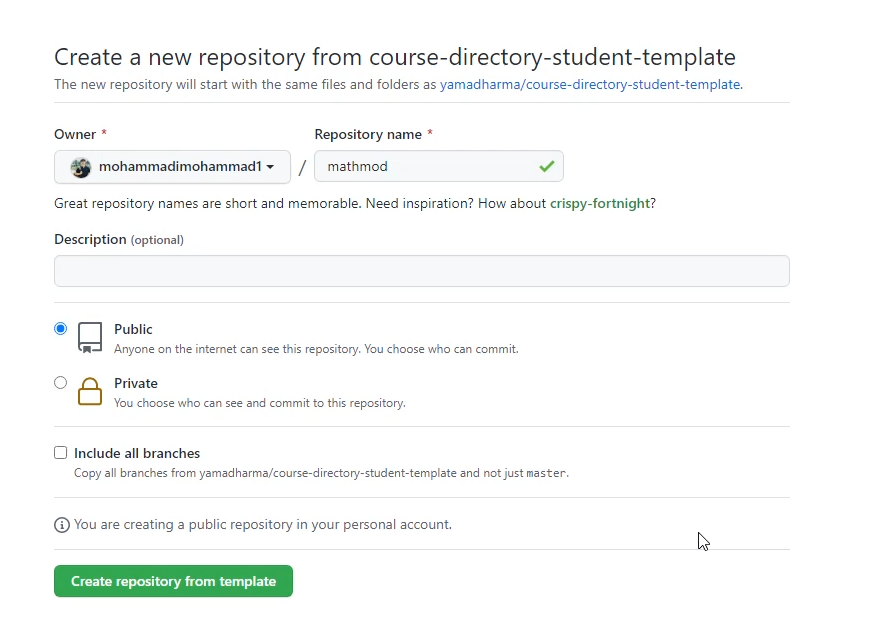 Create a new repository from course-directory-student-template
The new repository will start with the same files and folders as yamadharma/course-directory-student-template.
Owner * Repository name *
mohammadimohammad1 / mathmod
Great repository names are short and memorable. Need inspiration? How about crispy-fortnight?
Description (optional)
Public
Anyone on the internet can see this repository. You choose who can commit.
Private
You choose who can see and commit to this repository.
Include all branches
Copy all branches from yamadharma/course-directory-student-template and not just master.
You are creating a public repository in your personal account.
Create repository from template